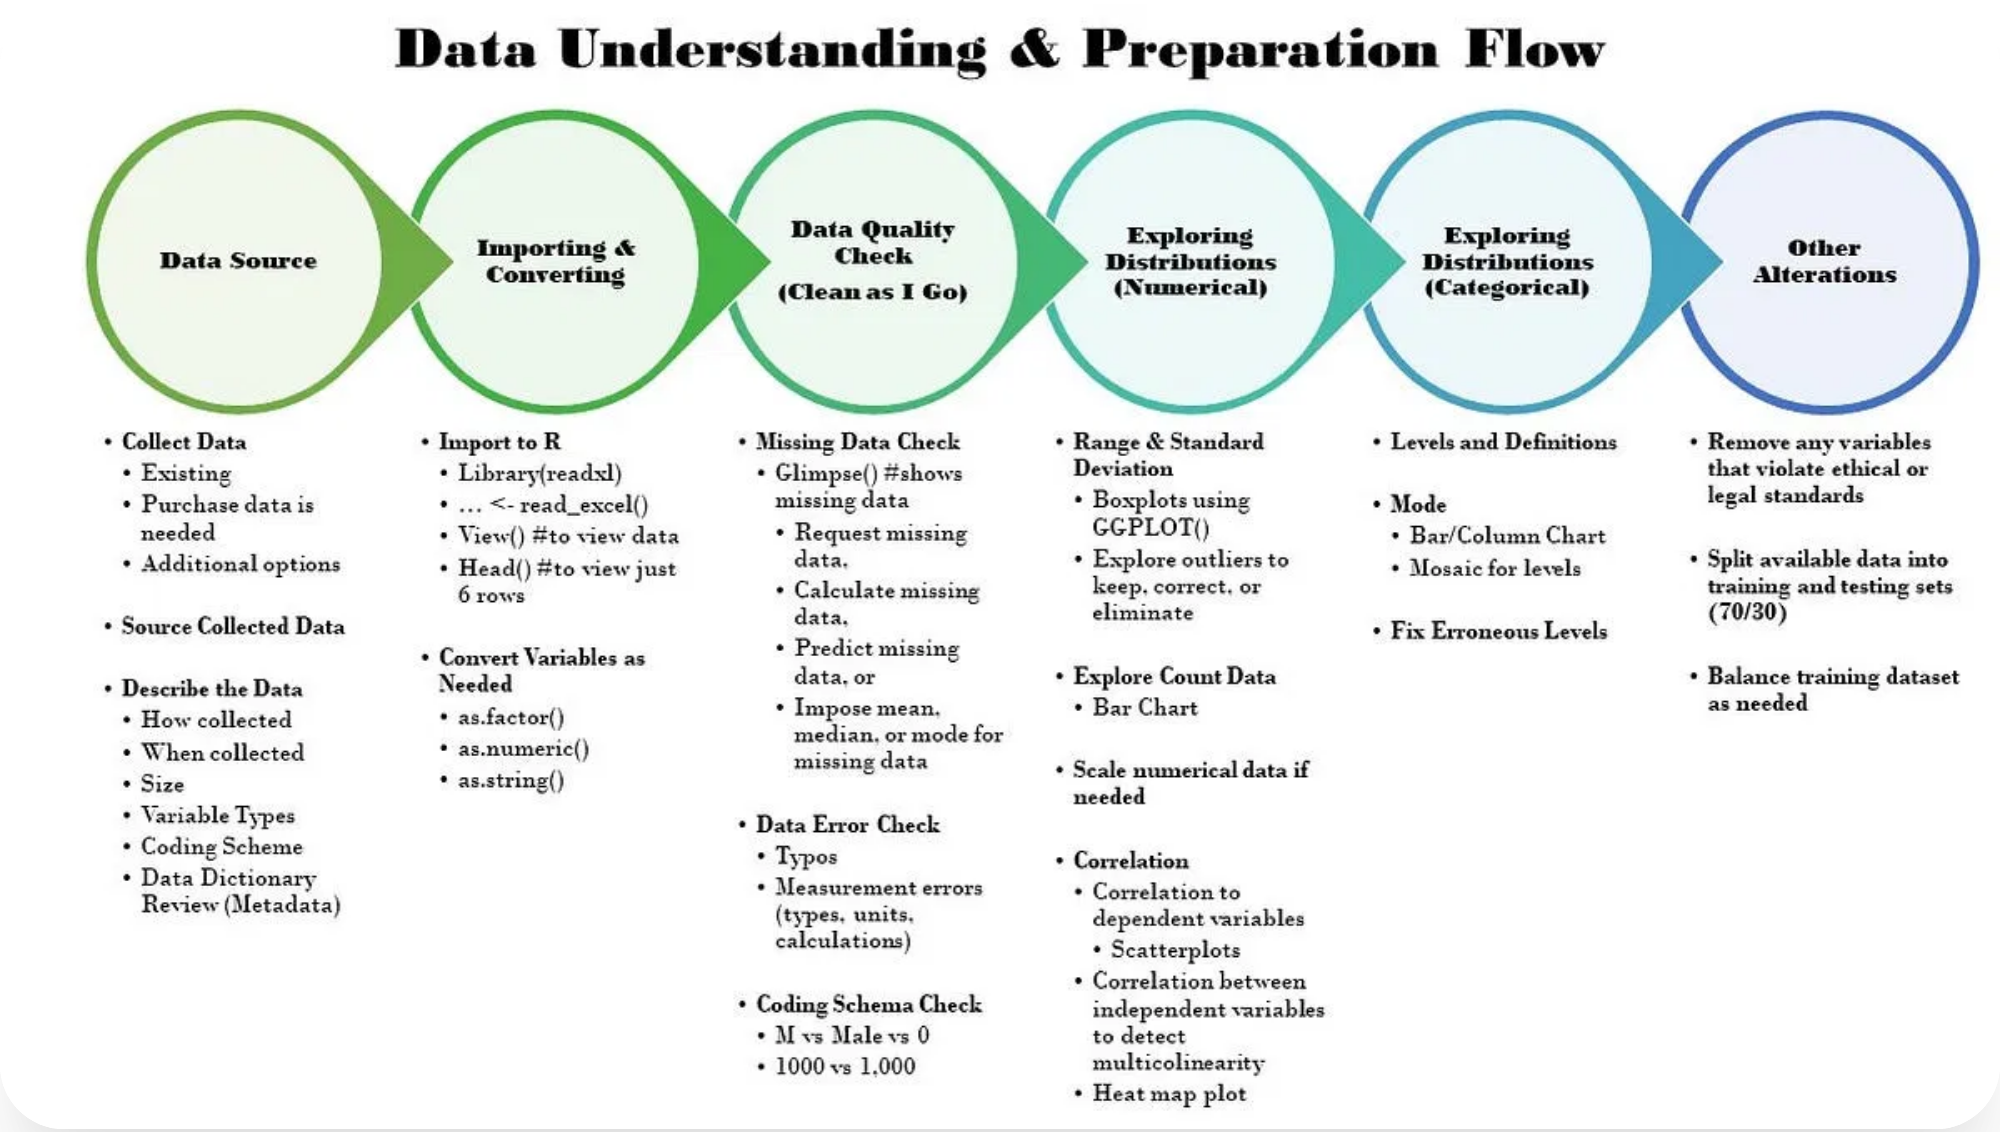 Data Understanding & Preparation Flow
Data Source
Importing &
Converting
Data Quality
Check
(Clean as I Go)
Exploring
Distributions
(Numerical)
Exploring
Distributions
(Categorical)
Other
Alterations
• Collect Data
• Existing
• Purchase data is
needed
• Additional options
• Source Collected Data
• Describe the Data
• How collected
• When collected
• Size
• Variable Types
• Coding Scheme
• Data Dictionary
Review (Metadata)
• Import to R
• Library(readxl)
• ... <- read_excel()
• View() #to view data
• Head() #to view just
6 rows
• Convert Variables as
Needed
• as.factor()
• as.numeric()
• as.string()
• Missing Data Check
• Glimpse() #shows
missing data
• Request missing
data,
• Calculate missing
data,
• Predict missing
data, or
• Impose mean,
median, or mode for
missing data
• Data Error Check
• Typos
• Measurement errors
(types, units,
calculations)
• Coding Schema Check
• M vs Male vs 0
• 1000 vs 1,000
• Range & Standard
Deviation
• Boxplots using
GGPLOT()
• Explore outliers to
keep, correct, or
eliminate
• Explore Count Data
• Bar Chart
• Scale numerical data if
needed
• Correlation
• Correlation to
dependent variables
• Scatterplots
• Correlation between
independent variables
to detect
multicolinearity
• Heat map plot
• Levels and Definitions
• Mode
• Bar/Column Chart
• Mosaic for levels
• Fix Erroneous Levels
• Remove any variables
that violate ethical or
legal standards
• Split available data into
training and testing sets
(70/30)
• Balance training dataset
as needed